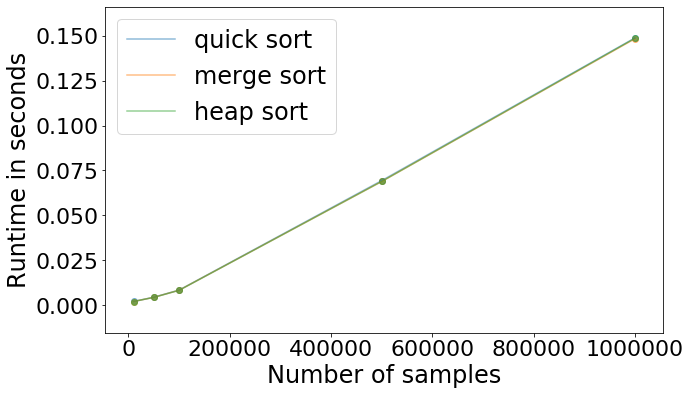 quick sort
merge sort
heap sort
Runtime in seconds
0.150
0.125
0.100
0.075
0.050
0.025
0.000
0 200000 400000 600000 800000 1000000
Number of samples